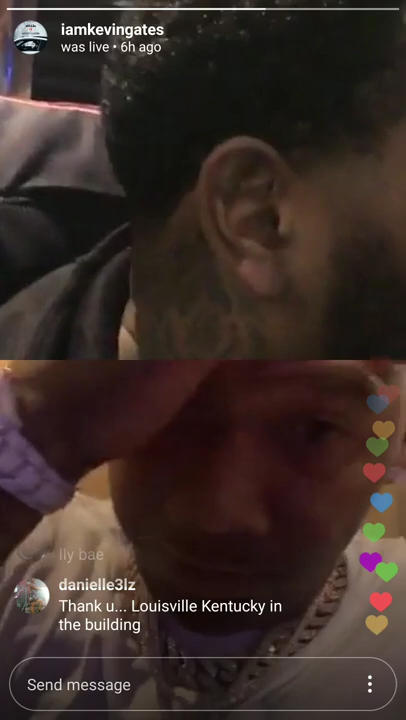 iamkevingates
was live • 6h ago
lly bae
danielle3lz
Thank u... Louisville Kentucky in
the building
Send message